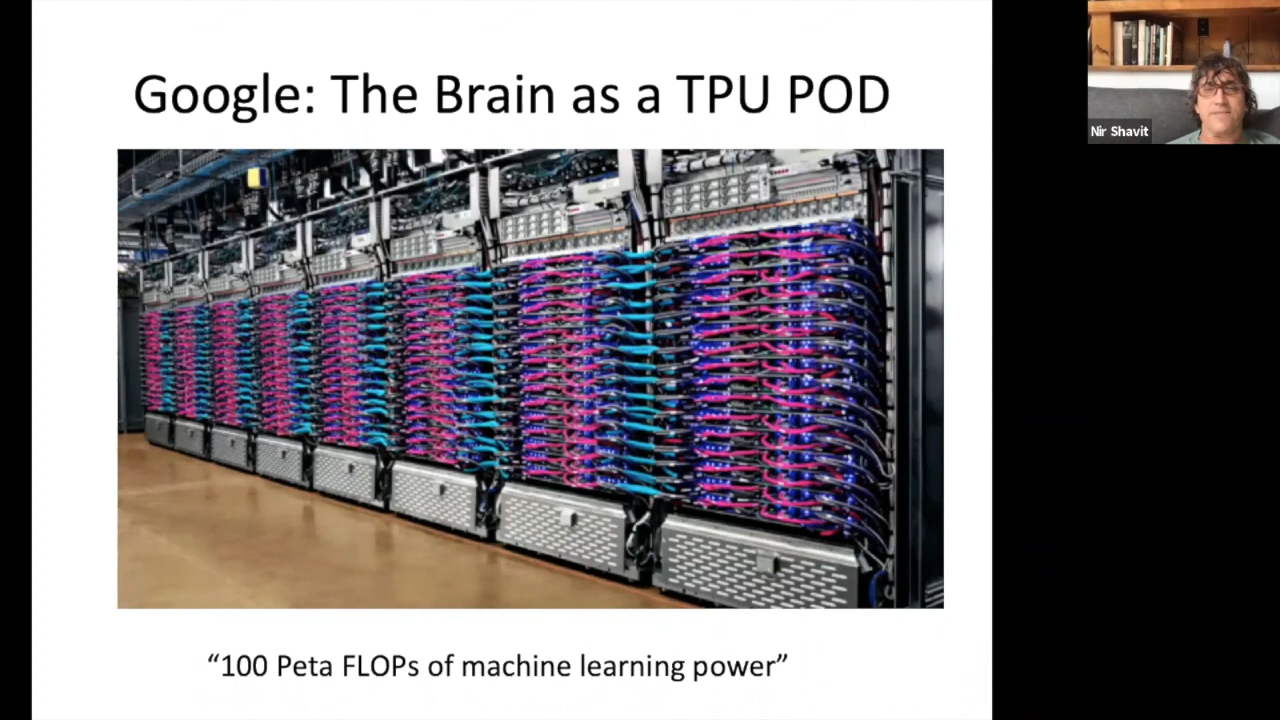 Google: The Brain as a TPU POD
Nir Shavit
“100 Peta FLOPs of machine learning power”